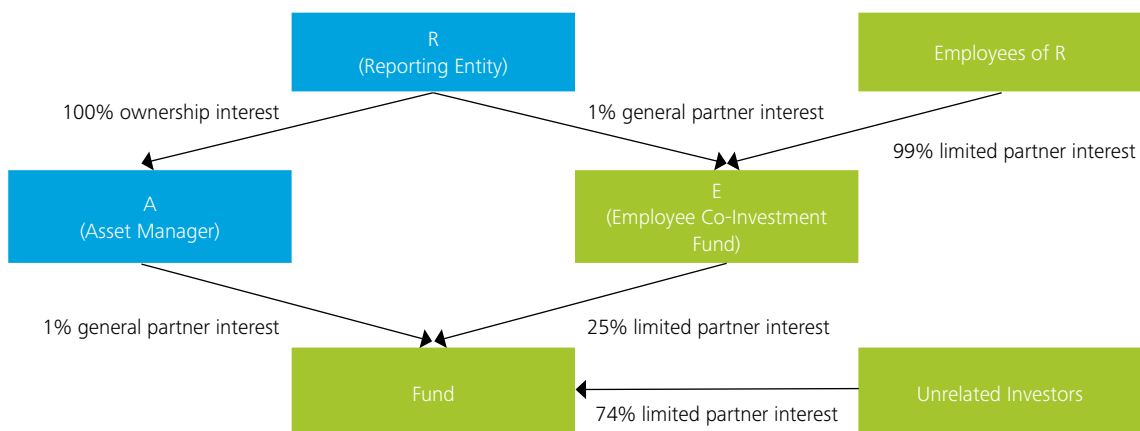 R
(Reporting Entity)
Employees of R
100% ownership interest
1% general partner interest
99% limited partner interest
A
(Asset Manager)
E
(Employee Co-Investment
Fund)
1% general partner interest
25% limited partner interest
Fund
74% limited partner interest
Unrelated Investors